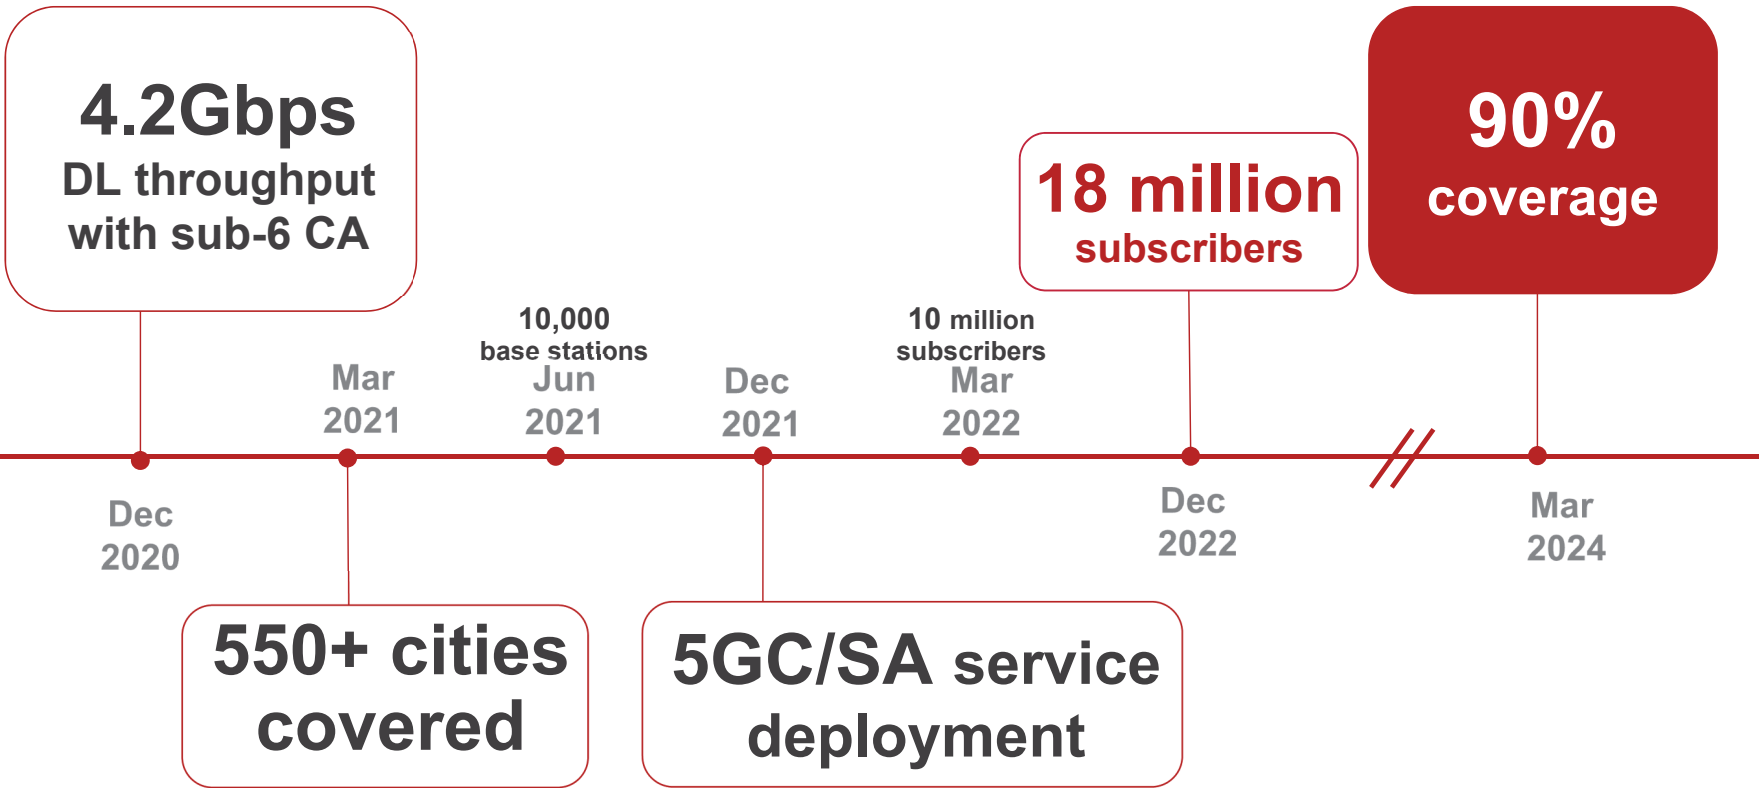 4.2Gbps
DL throughput
with sub-6 CA
Dec
2020
Mar
2021
550+ cities
covered
10,000
base stations
Jun
2021
Dec
2021
5GC/SA service
deployment
10 million
subscribers
Mar
2022
18 million
subscribers
Dec
2022
90%
coverage
Mar
2024